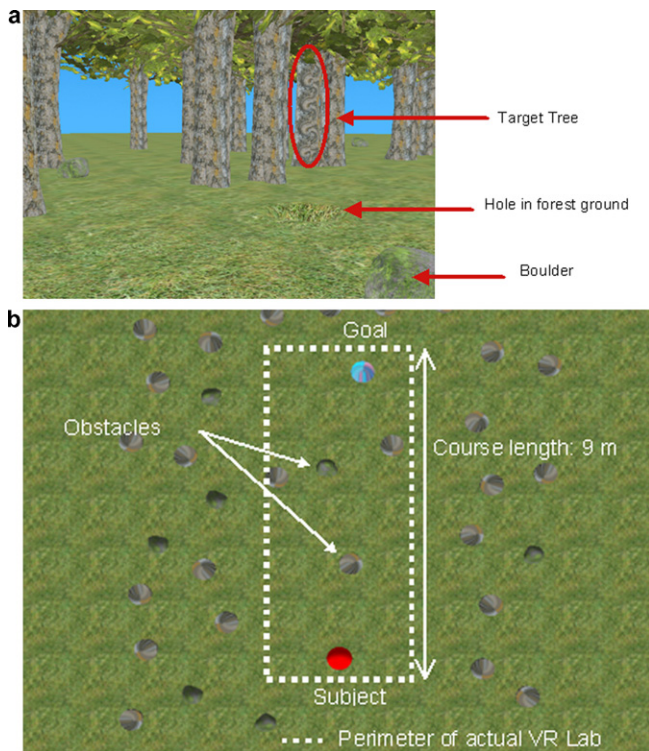 a
Target Tree
Hole in forest ground
Boulder
b
Goal
Obstacles
Course length: 9 m
Subject
Perimeter of actual VR Lab